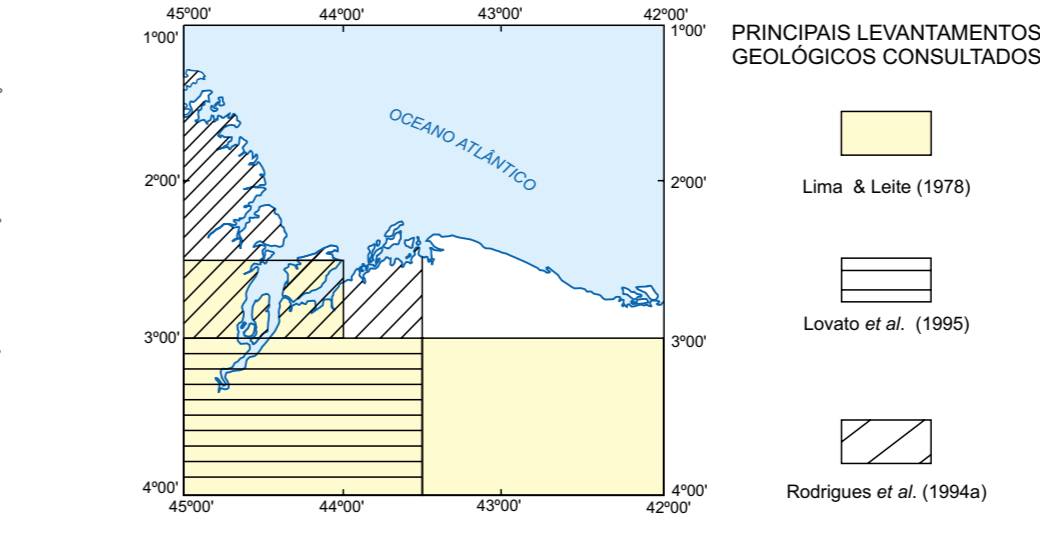 45º00' 44º00' 43º00' 42º00'
1º00' 1º00'
PRINCIPAIS LEVANTAMENTOS
GEOLÓGICOS CONSULTADOS
OCEANO ATLÂNTICO
2º00' 2º00'
Lima & Leite (1978)
Lovato et al. (1995)
3º00' 3º00'
4º00' 4º00'
Rodrigues et al. (1994a)
45º00' 44º00' 43º00' 42º00'